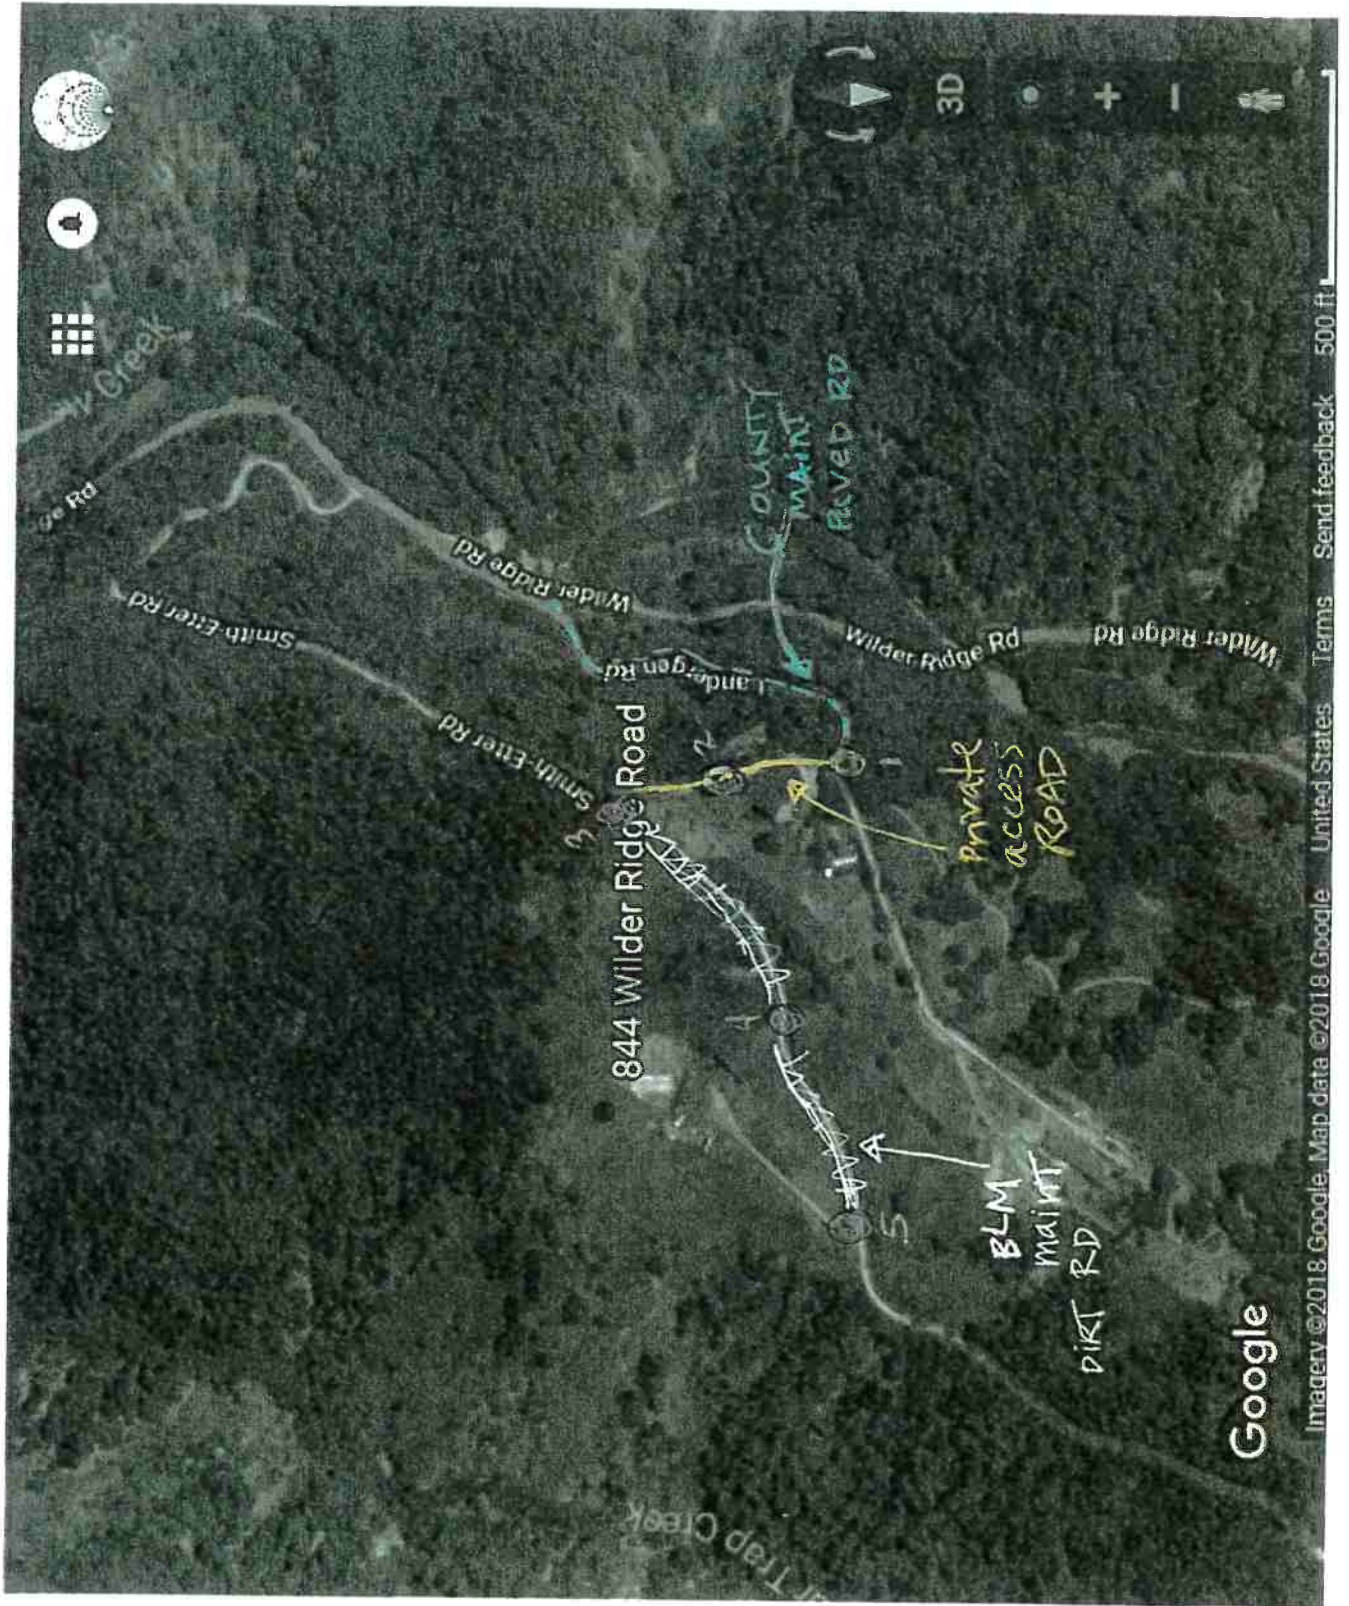 Creek
ge Rd
Smith-Etter Rd
Smith-Etter Rd
Smith-Etter Rd
Wilder Ridge Rd
Wilder Ridge Rd
Wilder Ridge Rd
Landergen Rd
844 Wilder Ridge Road
COUNTY
MAINT
PAVED RD
Private
access
ROAD
BLM
maint
DIRT RD
1
2
3
4
5
Trap Creek
3D
+
−
Google
Imagery ©2018 Google, Map data ©2018 Google United States Terms Send feedback 500 ft